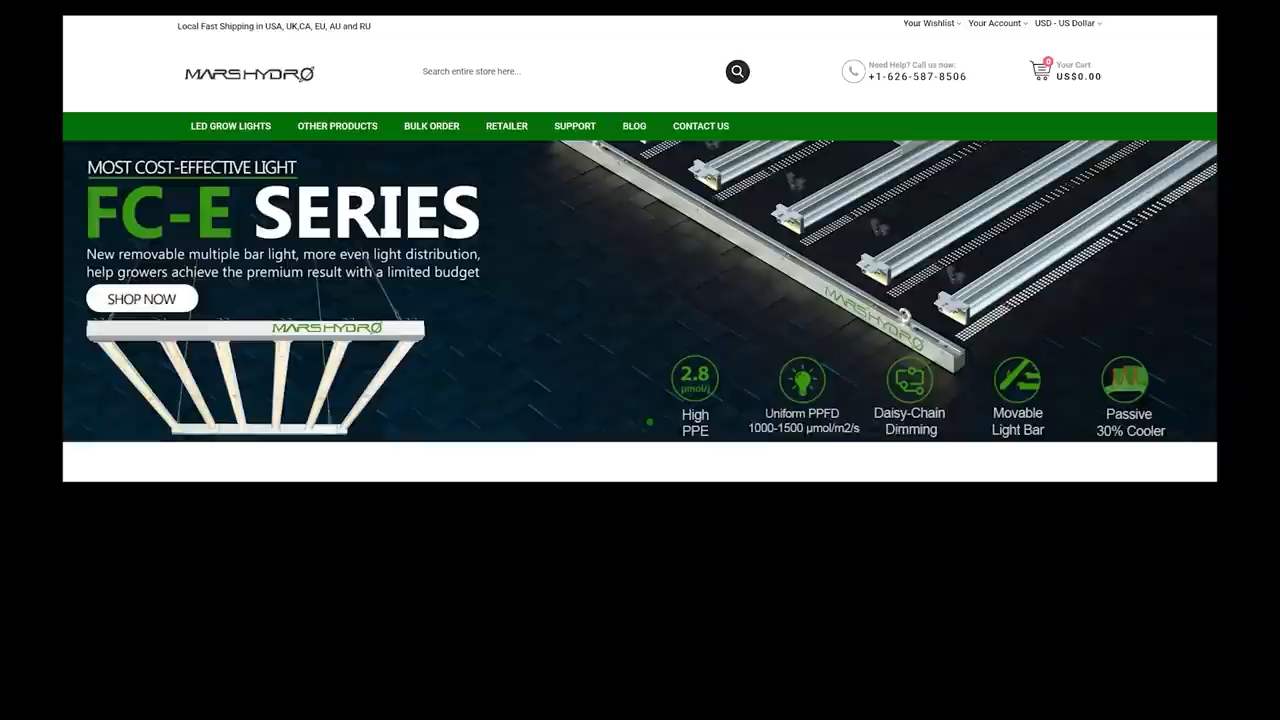 Local Fast Shipping in USA, UK,CA, EU, AU and RU
Your Wishlist
Your Account
USD - US Dollar
MARSHYDRO
Search entire store here...
Need Help? Call us now:
+1-626-587-8506
0
Your Cart
US$0.00
LED GROW LIGHTS
OTHER PRODUCTS
BULK ORDER
RETAILER
SUPPORT
BLOG
CONTACT US
MOST COST-EFFECTIVE LIGHT
FC-E SERIES
New removable multiple bar light, more even light distribution,
help growers achieve the premium result with a limited budget
SHOP NOW
MARSHYDRO
MARSHYDRO
2.8
μmol/j
High
PPE
Uniform PPFD
1000-1500 μmol/m2/s
Daisy-Chain
Dimming
Movable
Light Bar
Passive
30% Cooler